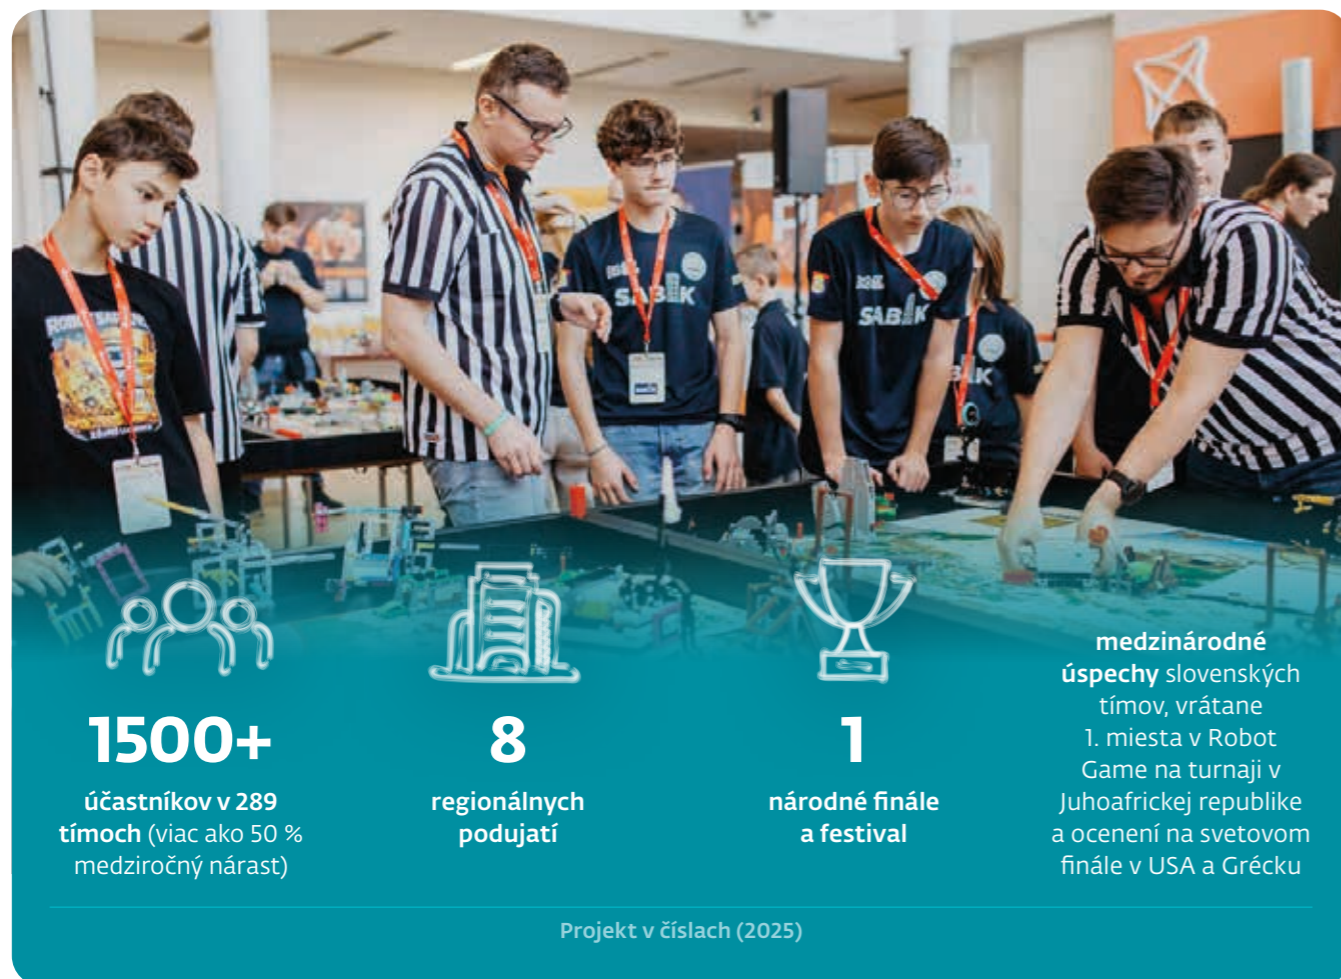 SAB K
SAB K
1500+
účastníkov v 289
tímoch (viac ako 50 %
medziročný nárast)
8
regionálnych
podujatí
1
národné finále
a festival
medzinárodné
úspechy slovenských
tímov, vrátane
1. miesta v Robot
Game na turnaji v
Juhoafrickej republike
a ocenení na svetovom
finále v USA a Grécku
Projekt v číslach (2025)